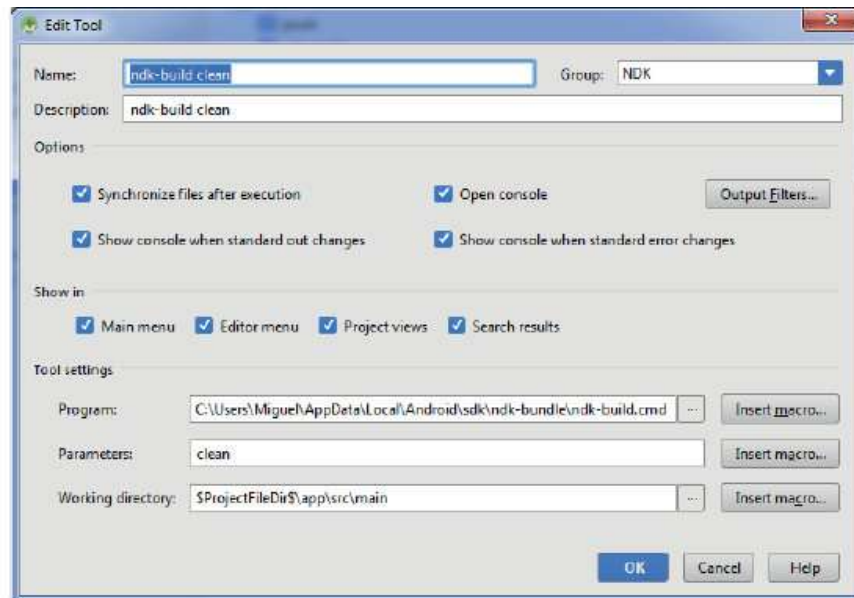 Edit Tool
Name: ndk-build clean Group: NDK
Description: ndk-build clean
Options
Synchronize files after execution Open console Output Filters...
Show console when standard out changes Show console when standard error changes
Show in
Main menu Editor menu Project views Search results
Tool settings
Program: C:\Users\Miguel\AppData\Local\Android\sdk\ndk-bundle\ndk-build.cmd ... Insert macro...
Parameters: clean Insert macro...
Working directory: $ProjectFileDir$\app\src\main ... Insert macro...
OK Cancel Help